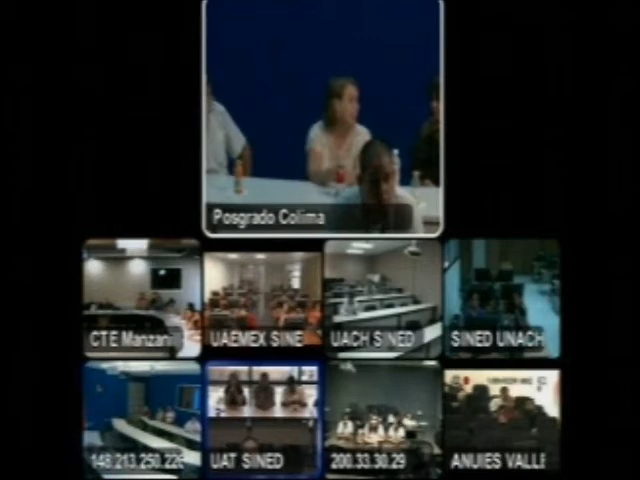 Posgrado Colima
CTE Manzani
UAEMEX SINE
UACH SINED
SINED UNACH
148.213.250.226
UAT SINED
200.33.30.29
ANUIES VALLE